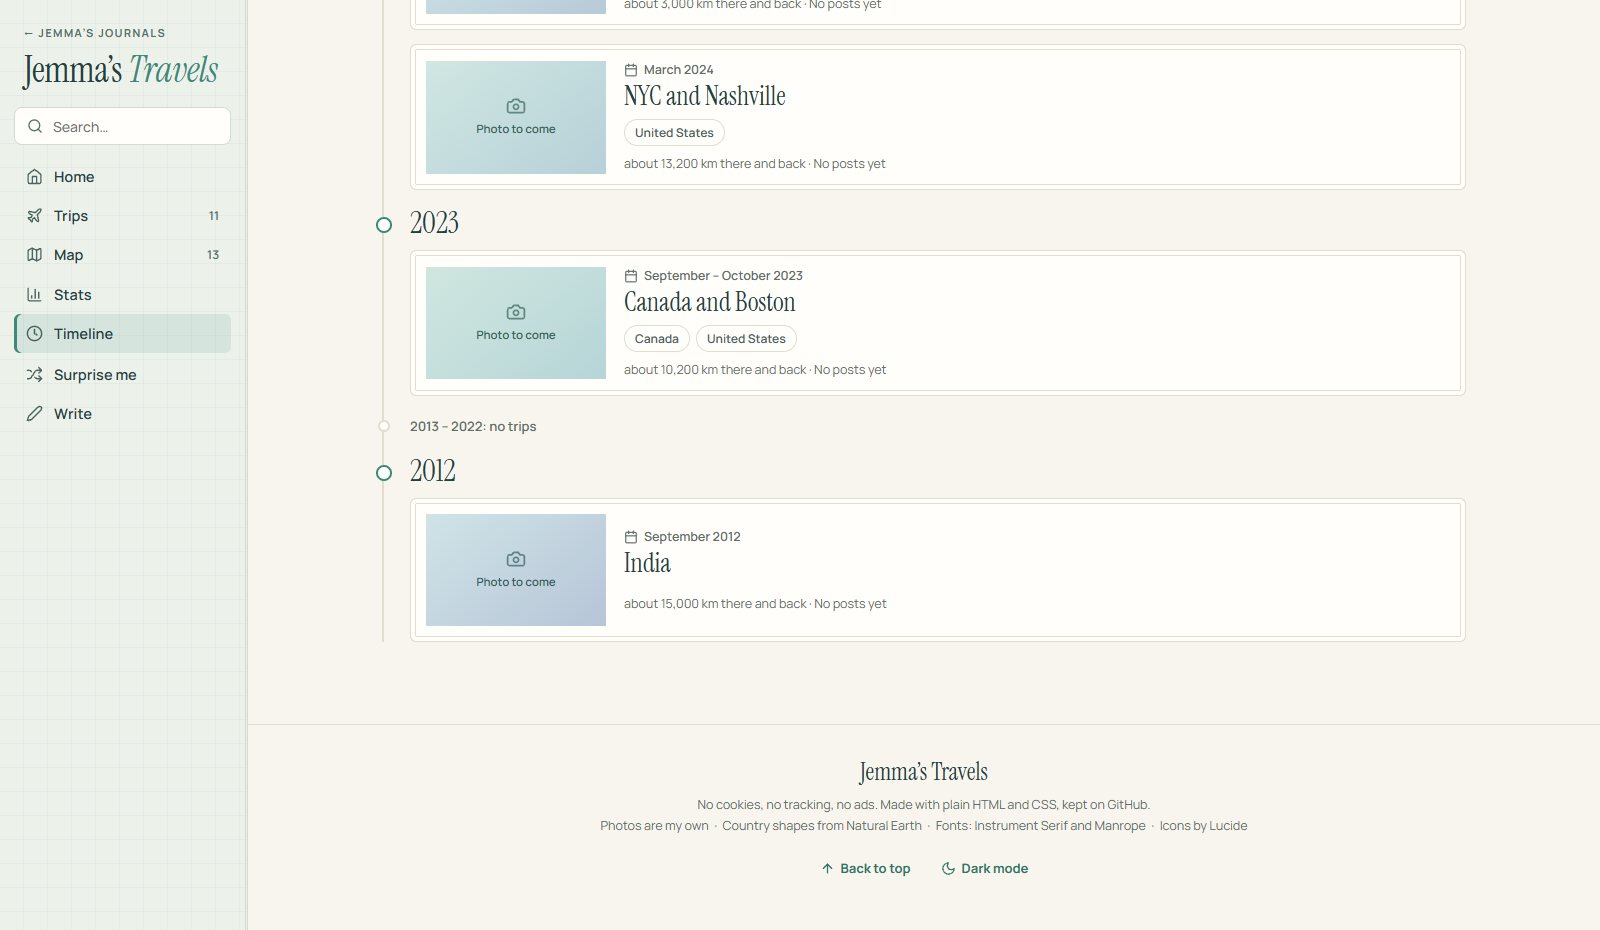 ← JEMMA'S JOURNALS
Jemma's Travels
Search...
Home
Trips 11
Map 13
Stats
Timeline
Surprise me
Write
about 3,000 km there and back · No posts yet
Photo to come
March 2024
NYC and Nashville
United States
about 13,200 km there and back · No posts yet
2023
Photo to come
September – October 2023
Canada and Boston
Canada United States
about 10,200 km there and back · No posts yet
2013 – 2022: no trips
2012
Photo to come
September 2012
India
about 15,000 km there and back · No posts yet
Jemma's Travels
No cookies, no tracking, no ads. Made with plain HTML and CSS, kept on GitHub.
Photos are my own · Country shapes from Natural Earth · Fonts: Instrument Serif and Manrope · Icons by Lucide
Back to top Dark mode